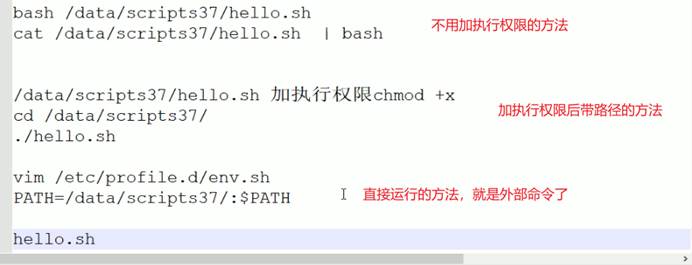 bash /data/scripts37/hello.sh
不用加执行权限的方法
cat /data/scripts37/hello.sh | bash
/data/scripts37/hello.sh 加执行权限chmod +x
加执行权限后带路径的方法
cd /data/scripts37/
./hello.sh
vim /etc/profile.d/env.sh
PATH=/data/scripts37/:$PATH
直接运行的方法，就是外部命令了
hello.sh